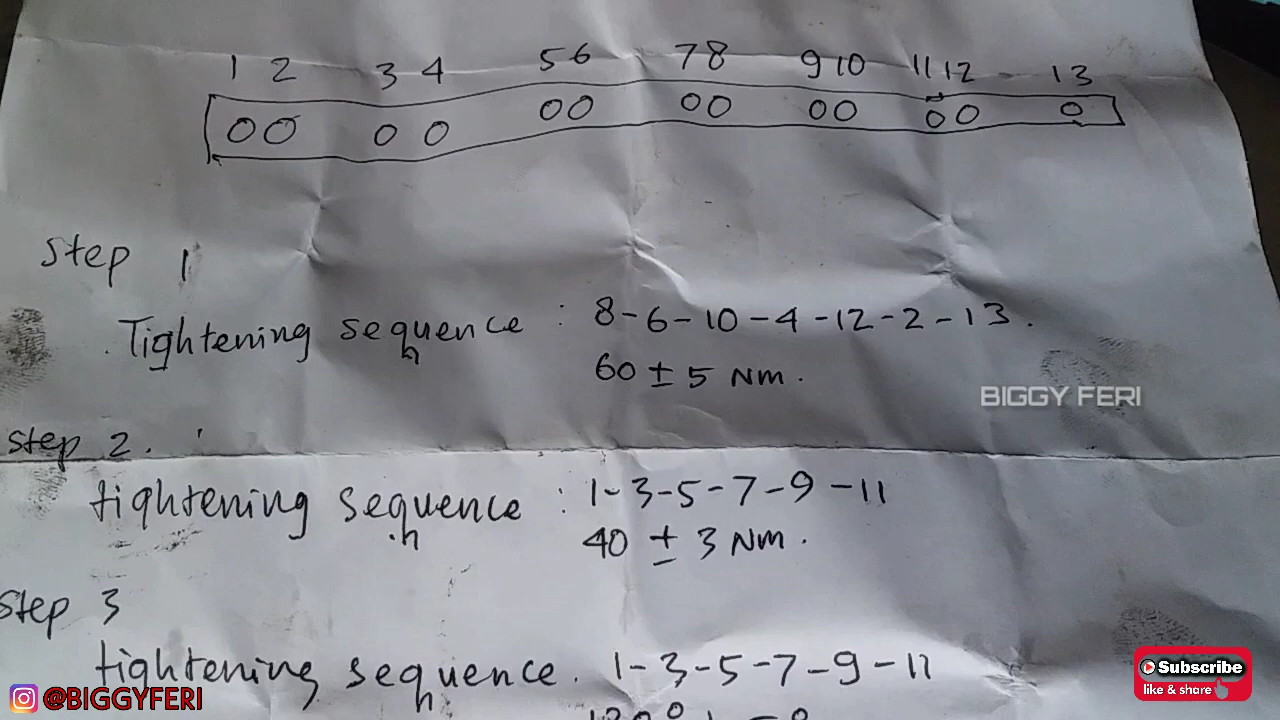 1 2 3 4 5 6 7 8 9 10 11 12 13
Step 1
Tightening sequence : 8-6-10-4-12-2-13.
60 ± 5 Nm.
Step 2.
tightening sequence : 1-3-5-7-9-11
40 ± 3 Nm.
Step 3
tightening sequence. 1-3-5-7-9-11
BIGGY FERI
@BIGGYFERI
Subscribe
like & share